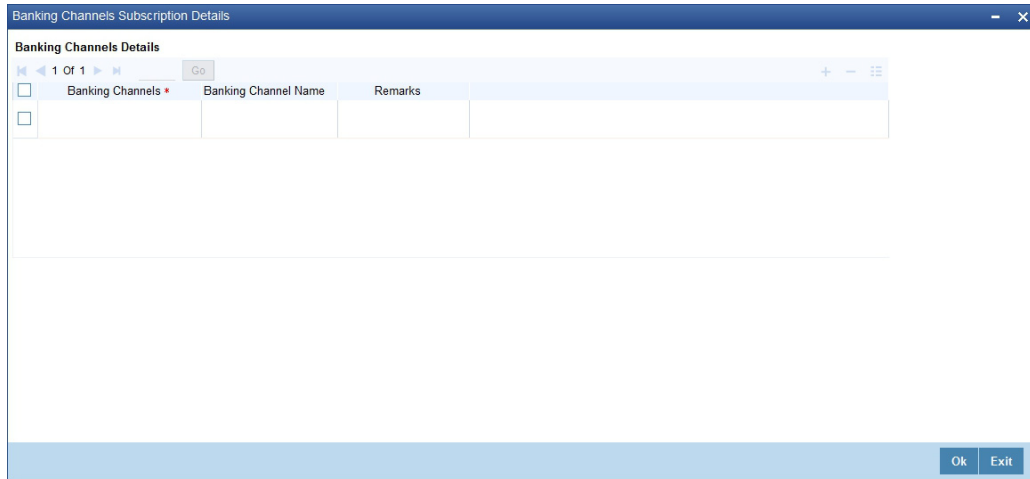 Banking Channels Subscription Details
Banking Channels Details
1 Of 1 Go
Banking Channels * Banking Channel Name Remarks
Ok Exit